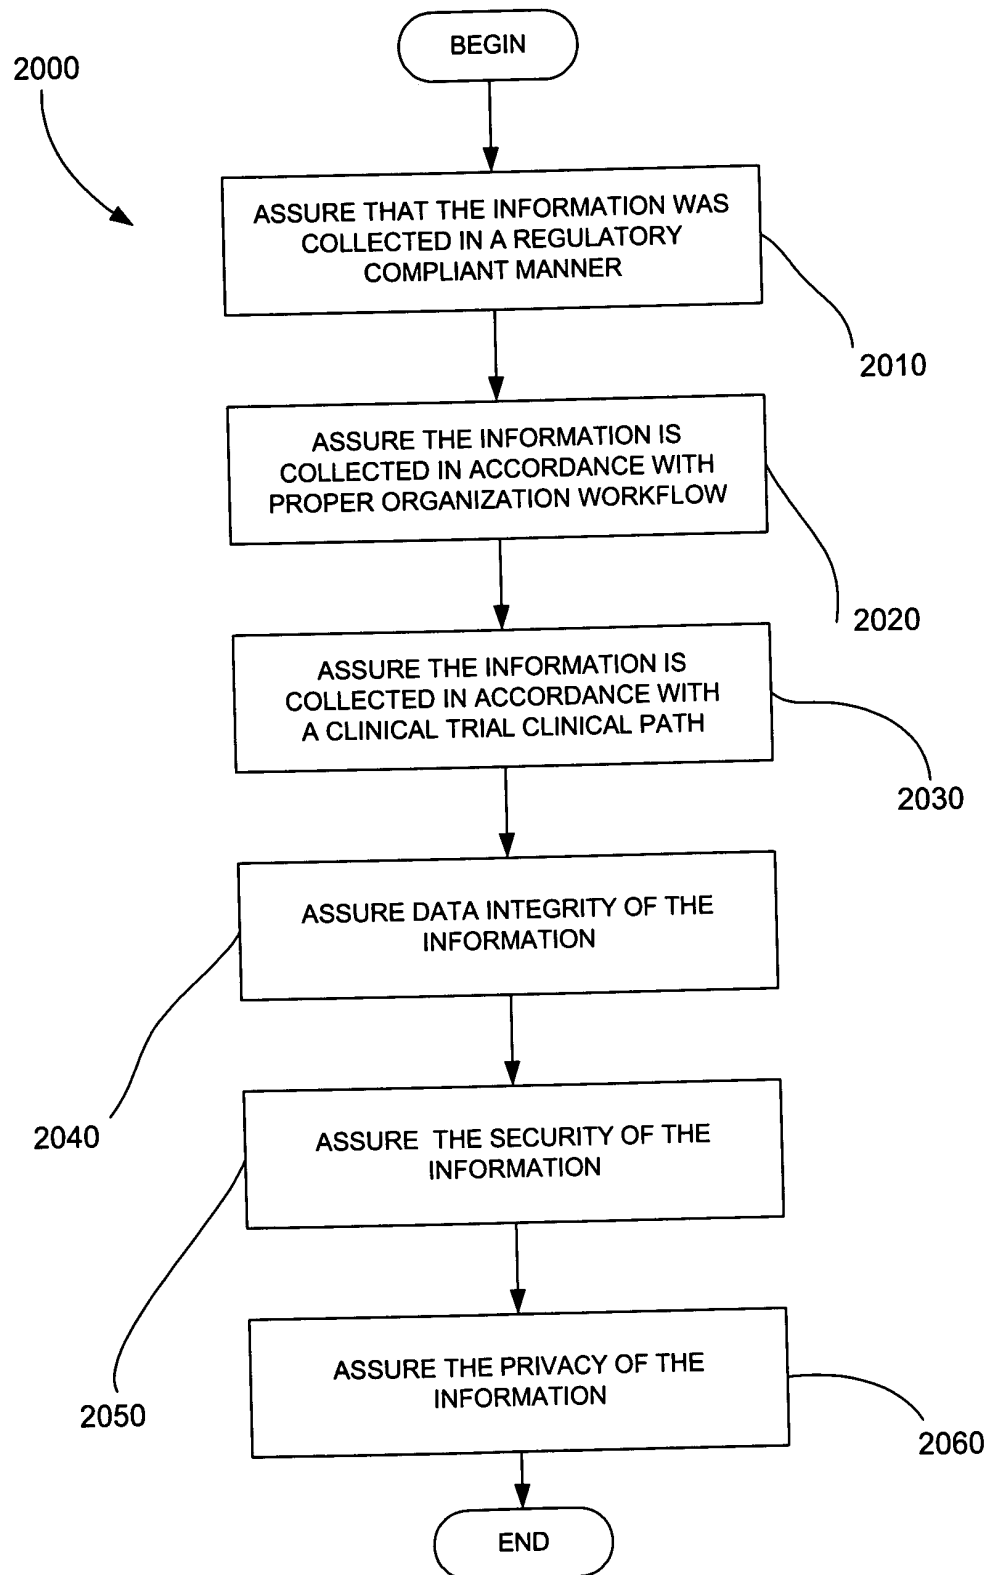 BEGIN
2000
ASSURE THAT THE INFORMATION WAS
COLLECTED IN A REGULATORY
COMPLIANT MANNER
2010
ASSURE THE INFORMATION IS
COLLECTED IN ACCORDANCE WITH
PROPER ORGANIZATION WORKFLOW
2020
ASSURE THE INFORMATION IS
COLLECTED IN ACCORDANCE WITH
A CLINICAL TRIAL CLINICAL PATH
2030
ASSURE DATA INTEGRITY OF THE
INFORMATION
2040
ASSURE THE SECURITY OF THE
INFORMATION
2050
ASSURE THE PRIVACY OF THE
INFORMATION
2060
END